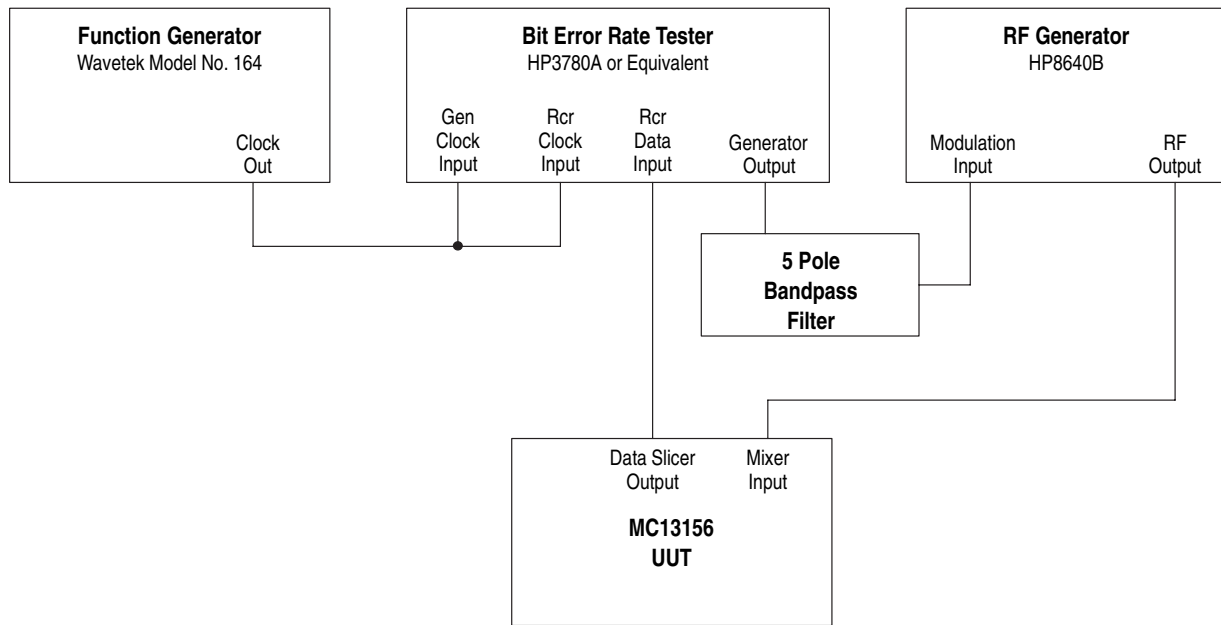 Function Generator
Wavetek Model No. 164
Clock
Out
Bit Error Rate Tester
HP3780A or Equivalent
Gen
Clock
Input
Rcr
Clock
Input
Rcr
Data
Input
Generator
Output
RF Generator
HP8640B
Modulation
Input
RF
Output
5 Pole
Bandpass
Filter
Data Slicer
Output
Mixer
Input
MC13156
UUT